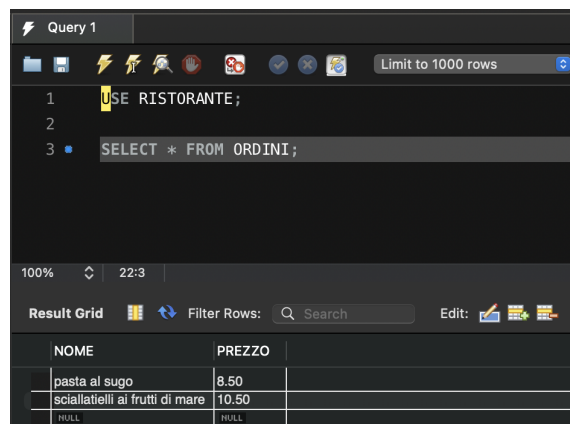 Query 1
Limit to 1000 rows
1 USE RISTORANTE;
2
3 SELECT * FROM ORDINI;
100% 22:3
Result Grid Filter Rows: Search Edit:
NOME PREZZO
pasta al sugo 8.50
sciallatielli ai frutti di mare 10.50
NULL NULL